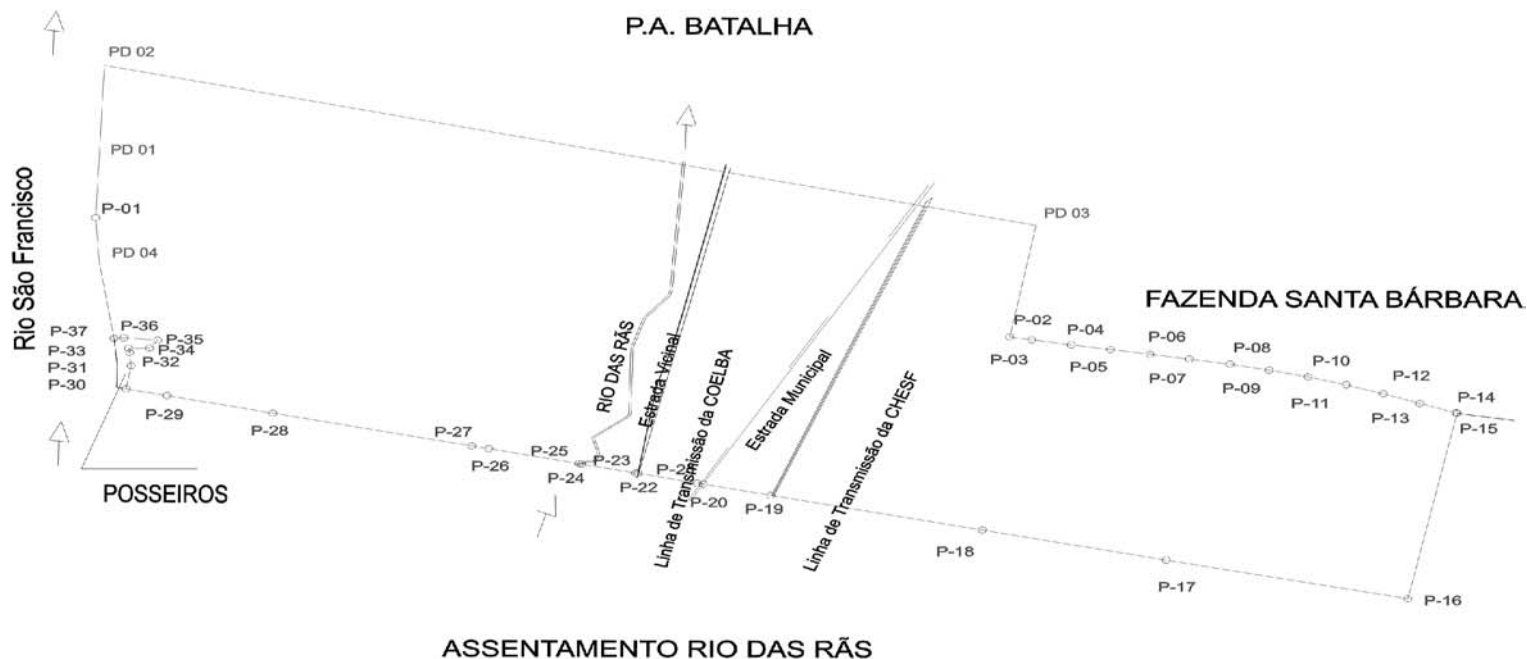 P.A. BATALHA
PD 02
PD 01
P-01
PD 04
Rio São Francisco
PD 03
FAZENDA SANTA BÁRBARA
P-02
P-04
P-06
P-08
P-10
P-12
P-14
P-03
P-05
P-07
P-09
P-11
P-13
P-15
P-37
P-36
P-35
P-33
P-34
P-31
P-32
P-30
P-29
P-28
P-27
P-26
P-25
P-24
P-23
P-22
P-20
P-19
P-18
P-17
P-16
RIO DAS RÃS
Estrada Vicinal
Linha de Transmissão da COELBA
Estrada Municipal
Linha de Transmissão da CHESF
POSSEIROS
ASSENTAMENTO RIO DAS RÃS